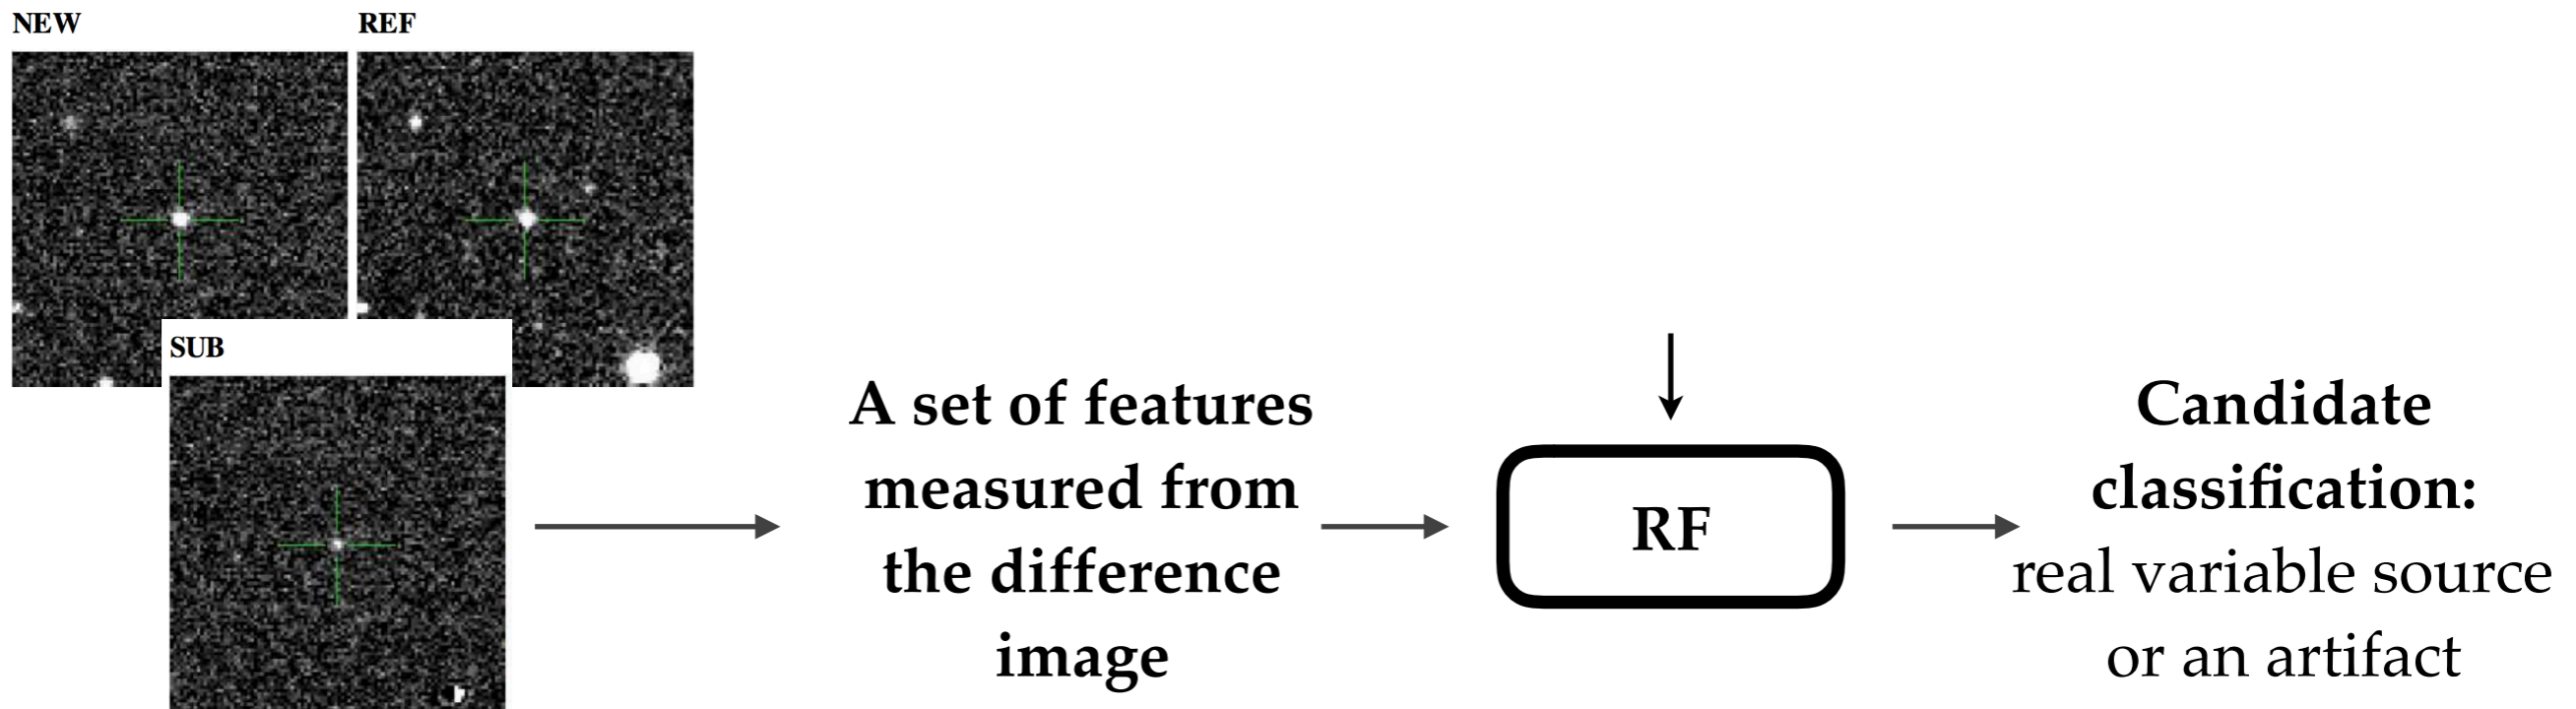 NEW
REF
SUB
A set of features
measured from
the difference
image
RF
Candidate
classification:
real variable source
or an artifact